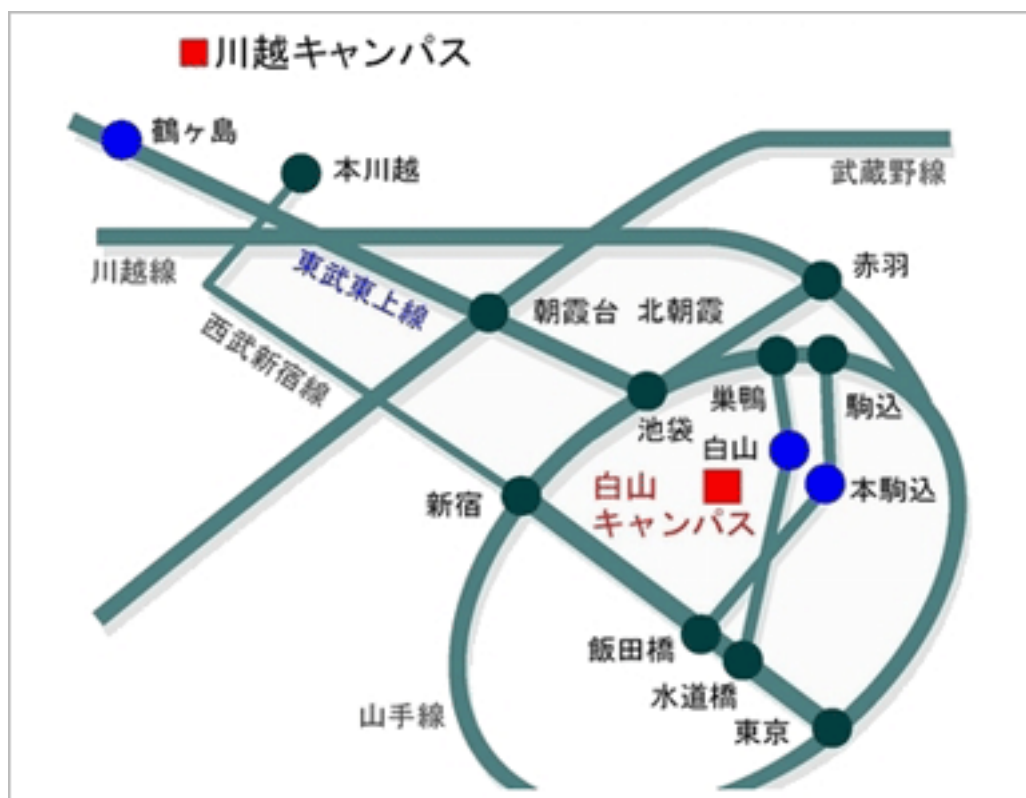 川越キャンパス
鶴ヶ島
本川越
武蔵野線
川越線
東武東上線
赤羽
西武新宿線
朝霞台 北朝霞
巣鴨
駒込
池袋
白山
新宿
白山
キャンパス
本駒込
飯田橋
水道橋
山手線
東京